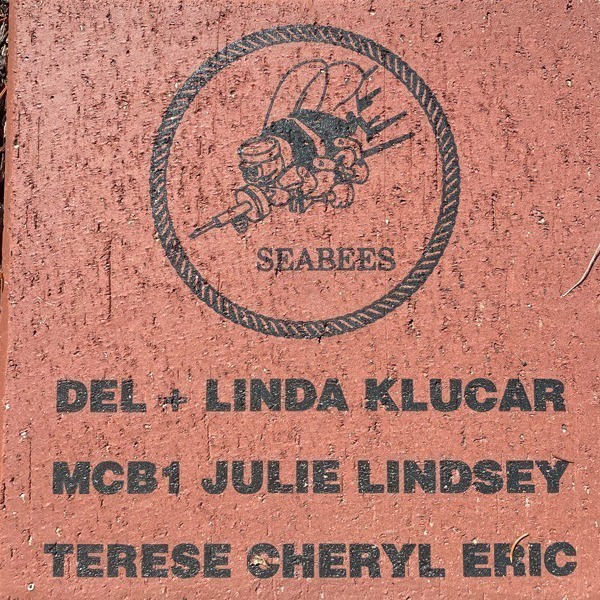 SEABEES
DEL + LINDA KLUCAR
MCB1 JULIE LINDSEY
TERESE CHERYL ERIC